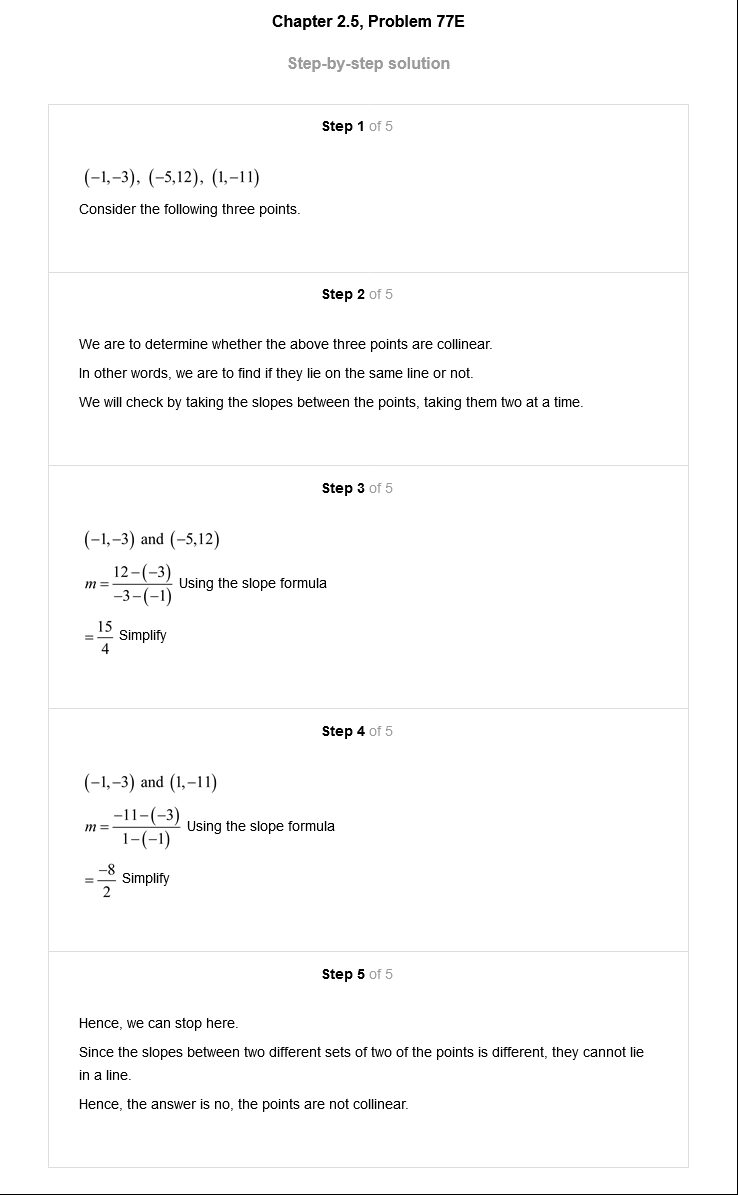 Chapter 2.5, Problem 77E
Step-by-step solution
Step 1 of 5
(−1,−3), (−5,12), (1,−11)
Consider the following three points.
Step 2 of 5
We are to determine whether the above three points are collinear.
In other words, we are to find if they lie on the same line or not.
We will check by taking the slopes between the points, taking them two at a time.
Step 3 of 5
(−1,−3) and (−5,12)
m = 12−(−3) / −3−(−1) Using the slope formula
= 15/4 Simplify
Step 4 of 5
(−1,−3) and (1,−11)
m = −11−(−3) / 1−(−1) Using the slope formula
= −8/2 Simplify
Step 5 of 5
Hence, we can stop here.
Since the slopes between two different sets of two of the points is different, they cannot lie
in a line.
Hence, the answer is no, the points are not collinear.